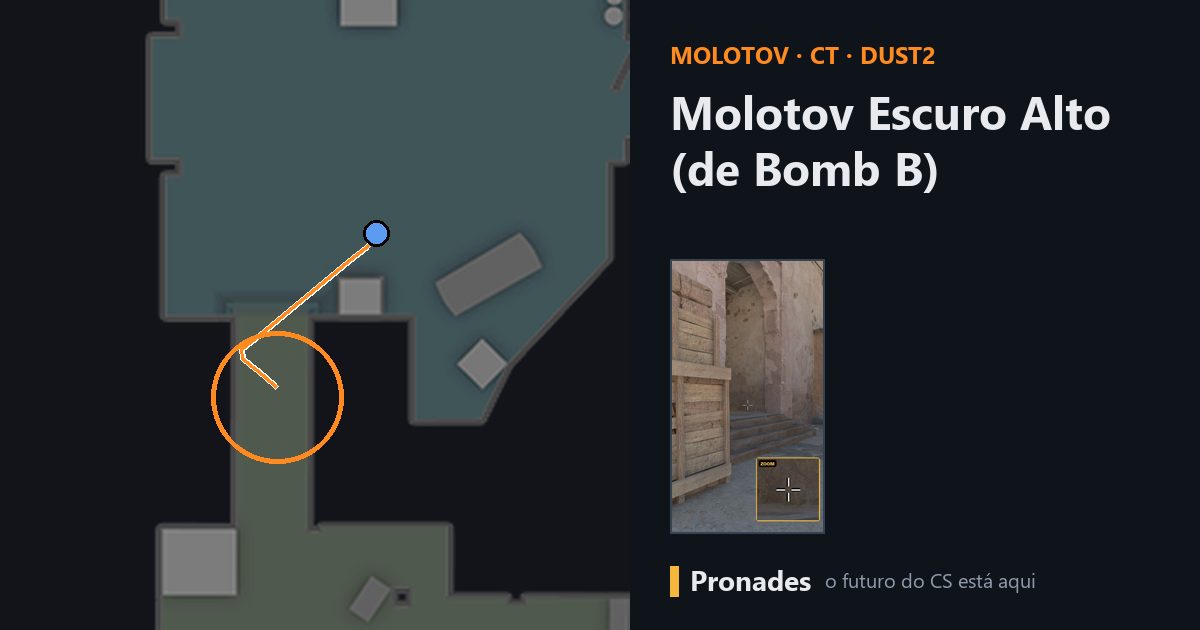 MOLOTOV · CT · DUST2
Molotov Escuro Alto
(de Bomb B)
ZOOM
Pronades o futuro do CS está aqui